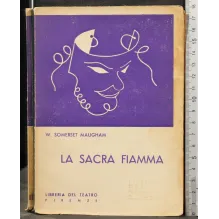 W. SOMERSET MAUGHAM
LA SACRA FIAMMA
LIBRERIA DEL TEATRO
FIRENZE